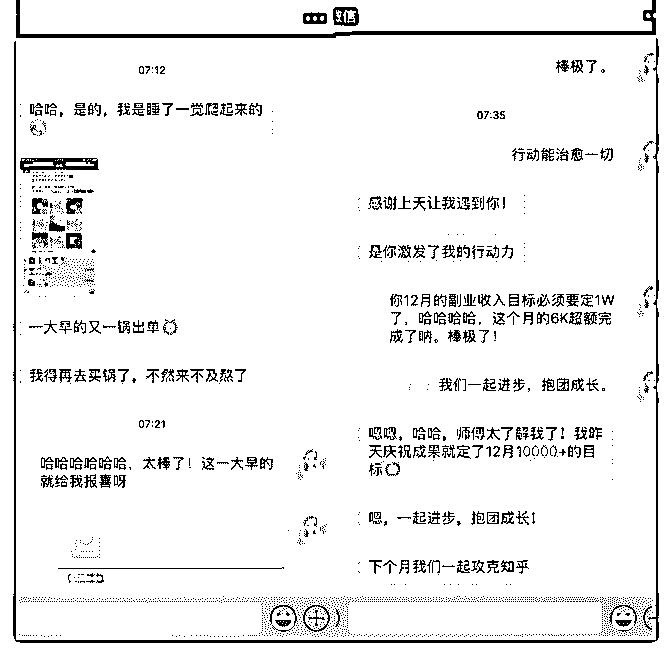 微信
07:12
哈哈，是的，我是睡了一觉爬起来的
一大早的又一锅出单
我得再去买锅了，不然来不及熬了
07:21
哈哈哈哈哈哈，太棒了！这一大早的
就给我报喜呀
棒极了。
07:35
行动能治愈一切
感谢上天让我遇到你！
是你激发了我的行动力
你12月的副业收入目标必须要定1W
了，哈哈哈哈，这个月的6K超额完
成了呐。棒极了！
我们一起进步，抱团成长。
嗯嗯，哈哈，师傅太了解我了！我昨
天庆祝成果就定了12月10000+的目
标
嗯，一起进步，抱团成长！
下个月我们一起攻克知乎